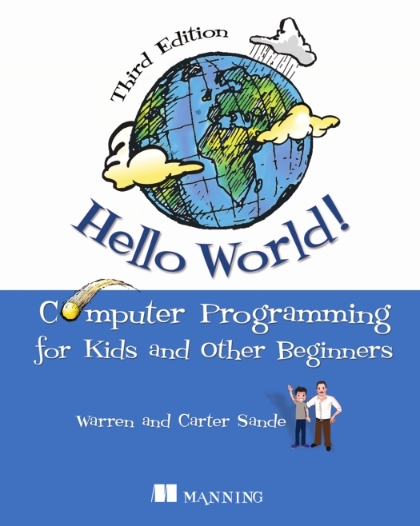 Third Edition
Hello World!
Computer Programming
for Kids and Other Beginners
Warren and Carter Sande
MANNING